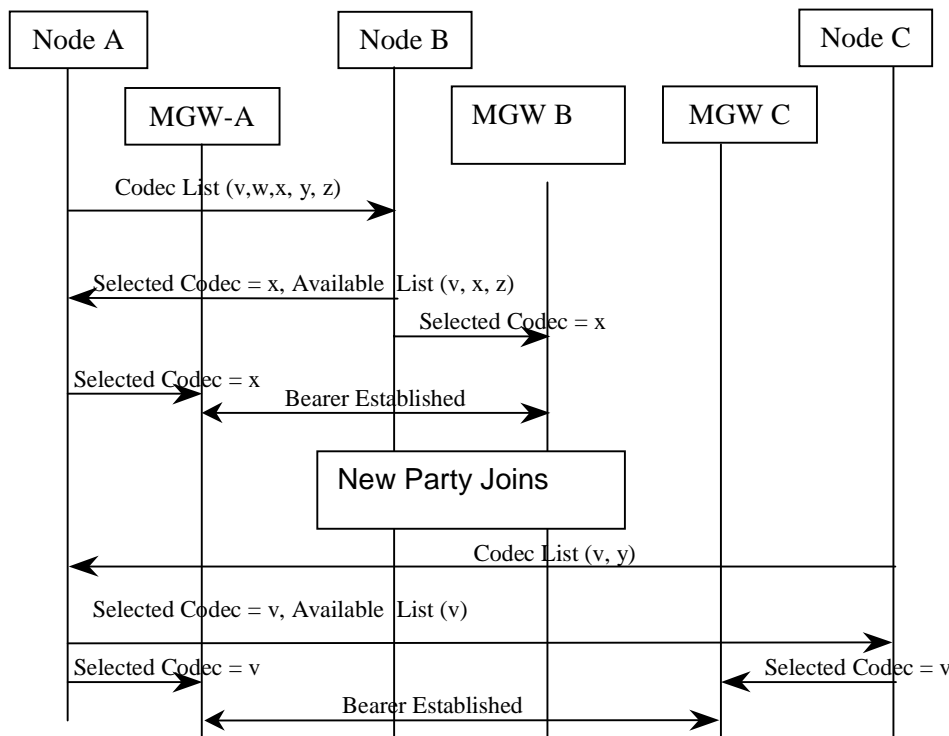 Node A
Node B
Node C
MGW-A
MGW B
MGW C
Codec List (v,w,x, y, z)
Selected Codec = x, Available List (v, x, z)
Selected Codec = x
Selected Codec = x
Bearer Established
New Party Joins
Codec List (v, y)
Selected Codec = v, Available List (v)
Selected Codec = v
Selected Codec = v
Bearer Established